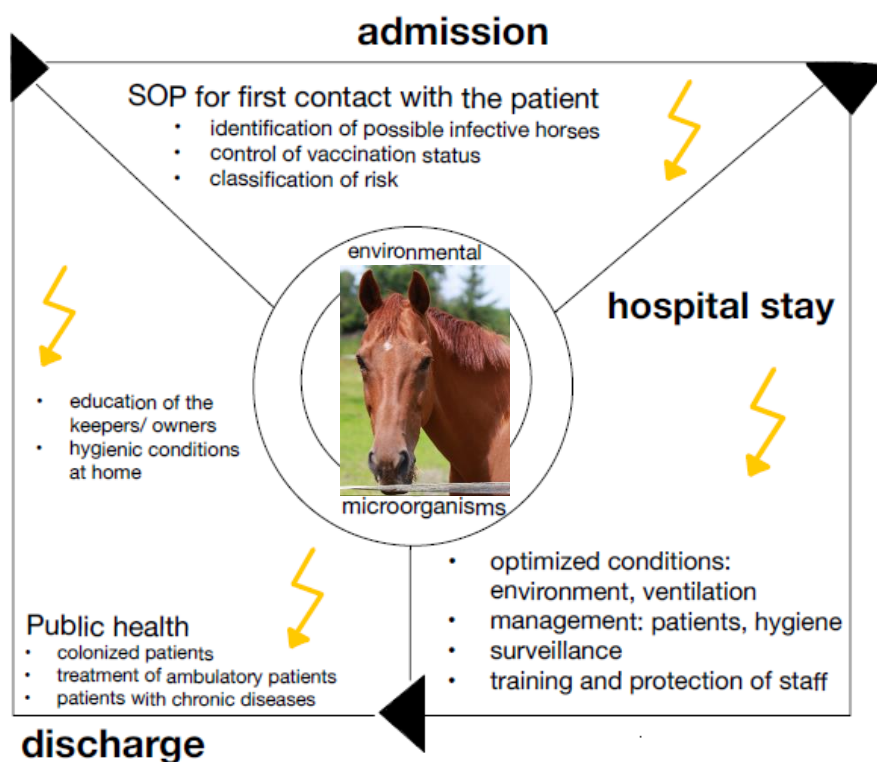 admission
SOP for first contact with the patient
• identification of possible infective horses
• control of vaccination status
• classification of risk
environmental
microorganisms
hospital stay
• optimized conditions:
environment, ventilation
• management: patients, hygiene
• surveillance
• training and protection of staff
• education of the
keepers/ owners
• hygienic conditions
at home
Public health
• colonized patients
• treatment of ambulatory patients
• patients with chronic diseases
discharge